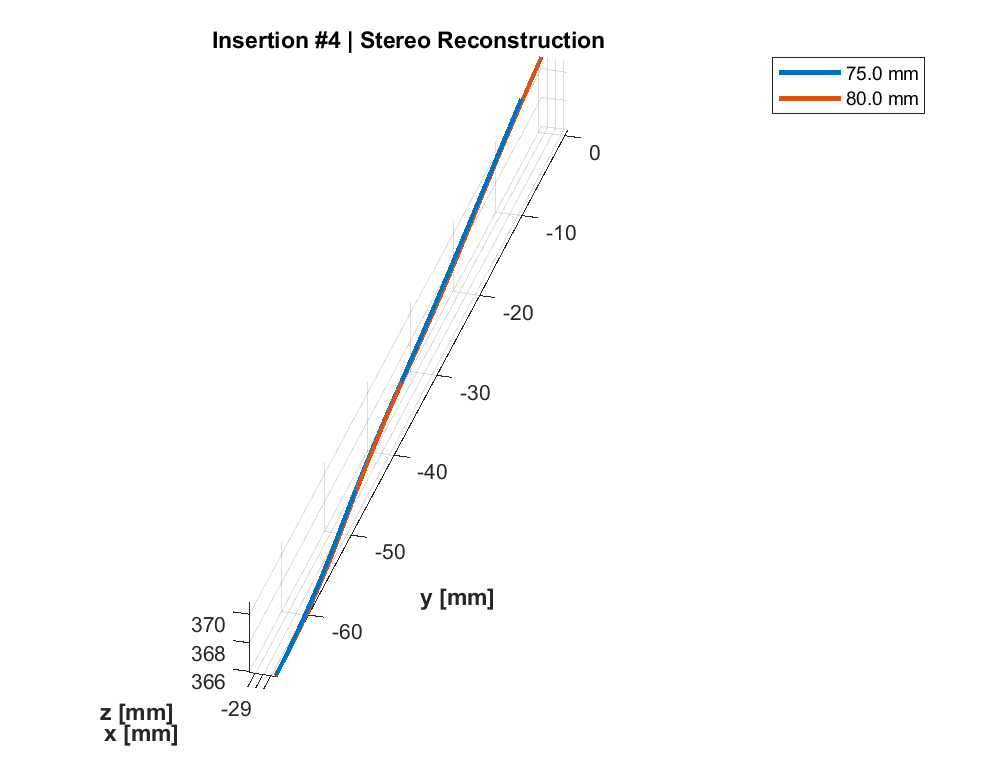 Insertion #4 | Stereo Reconstruction
75.0 mm
80.0 mm
0
-10
-20
-30
-40
-50
y [mm]
-60
370
368
366
-29
z [mm]
x [mm]